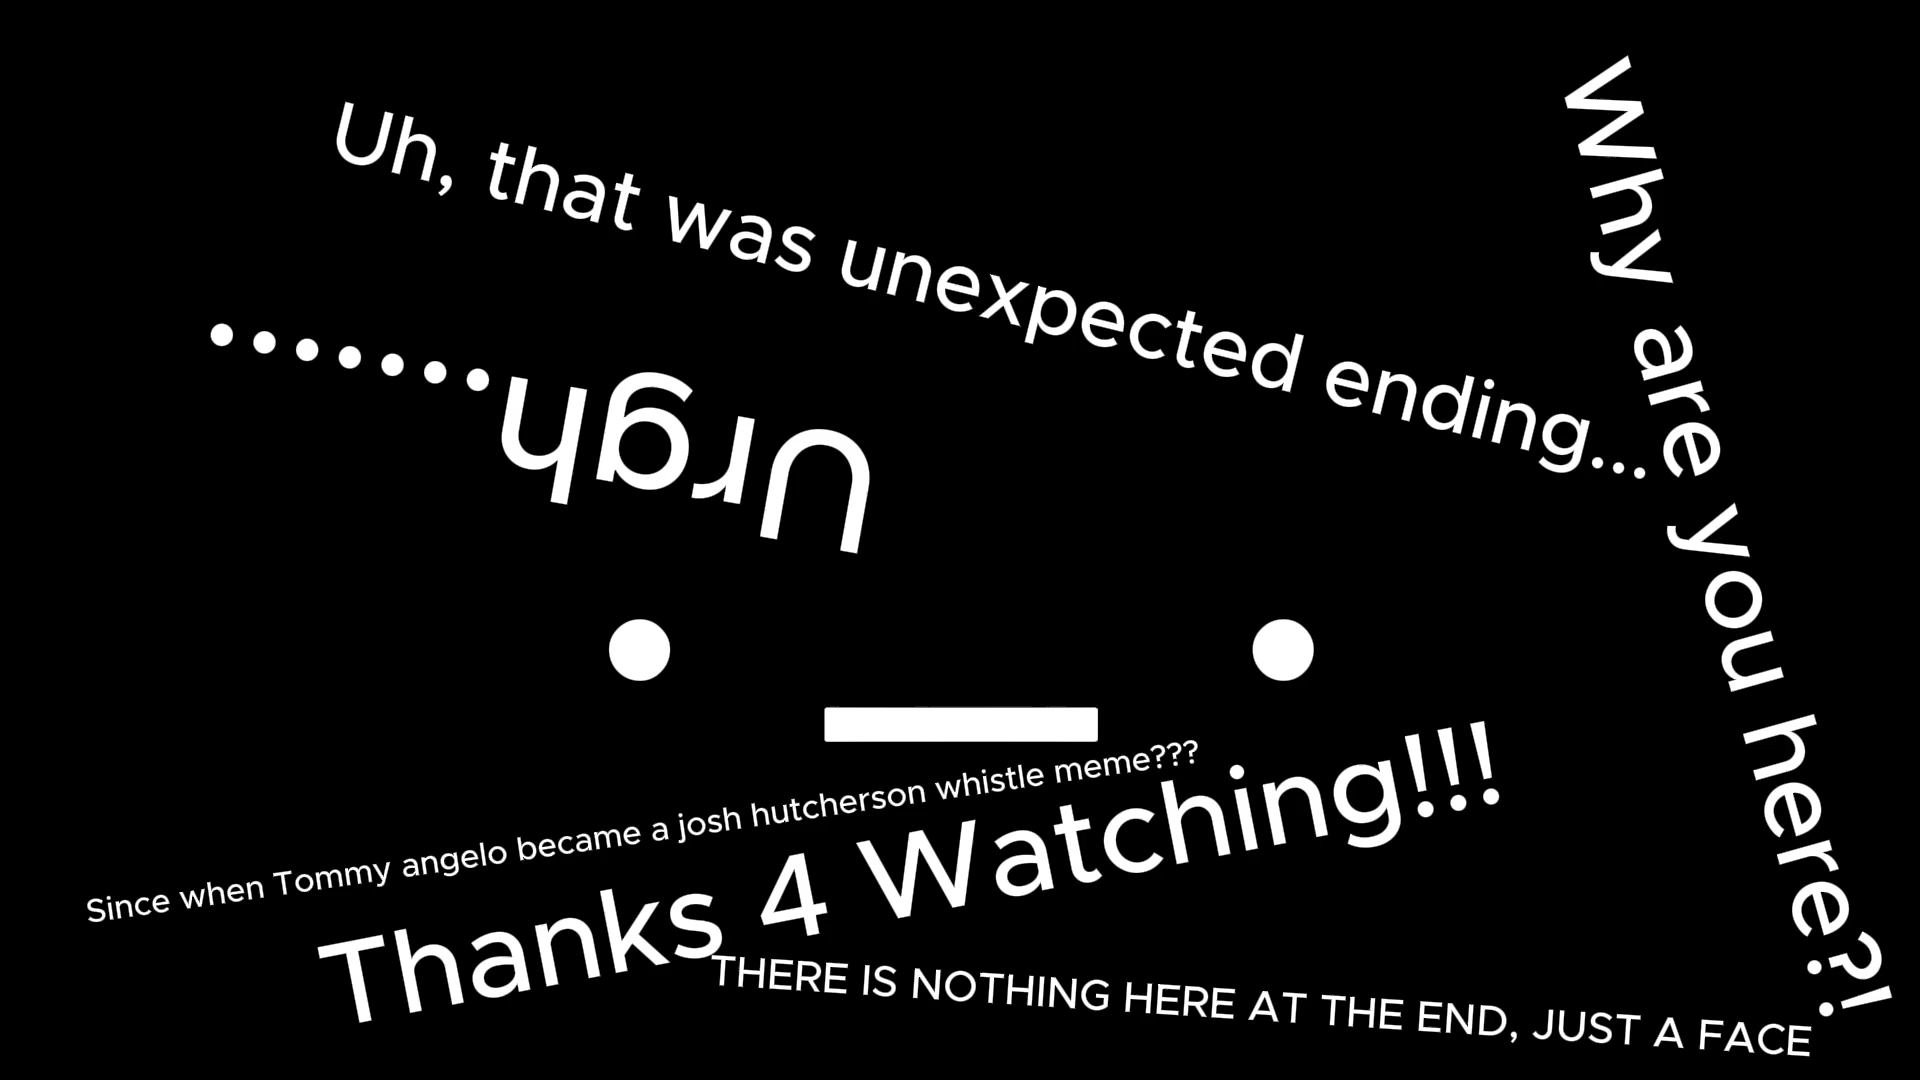 Uh, that was unexpected ending...
Why are you here?!
Urgh.......
Since when Tommy angelo became a josh hutcherson whistle meme???
Thanks 4 Watching!!!
THERE IS NOTHING HERE AT THE END, JUST A FACE